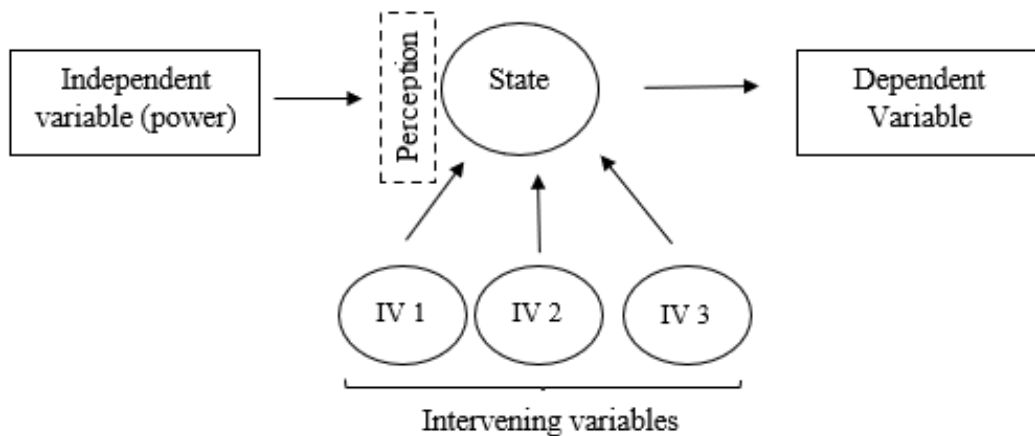 Independent
variable (power)
Perception
State
Dependent
Variable
IV 1
IV 2
IV 3
Intervening variables